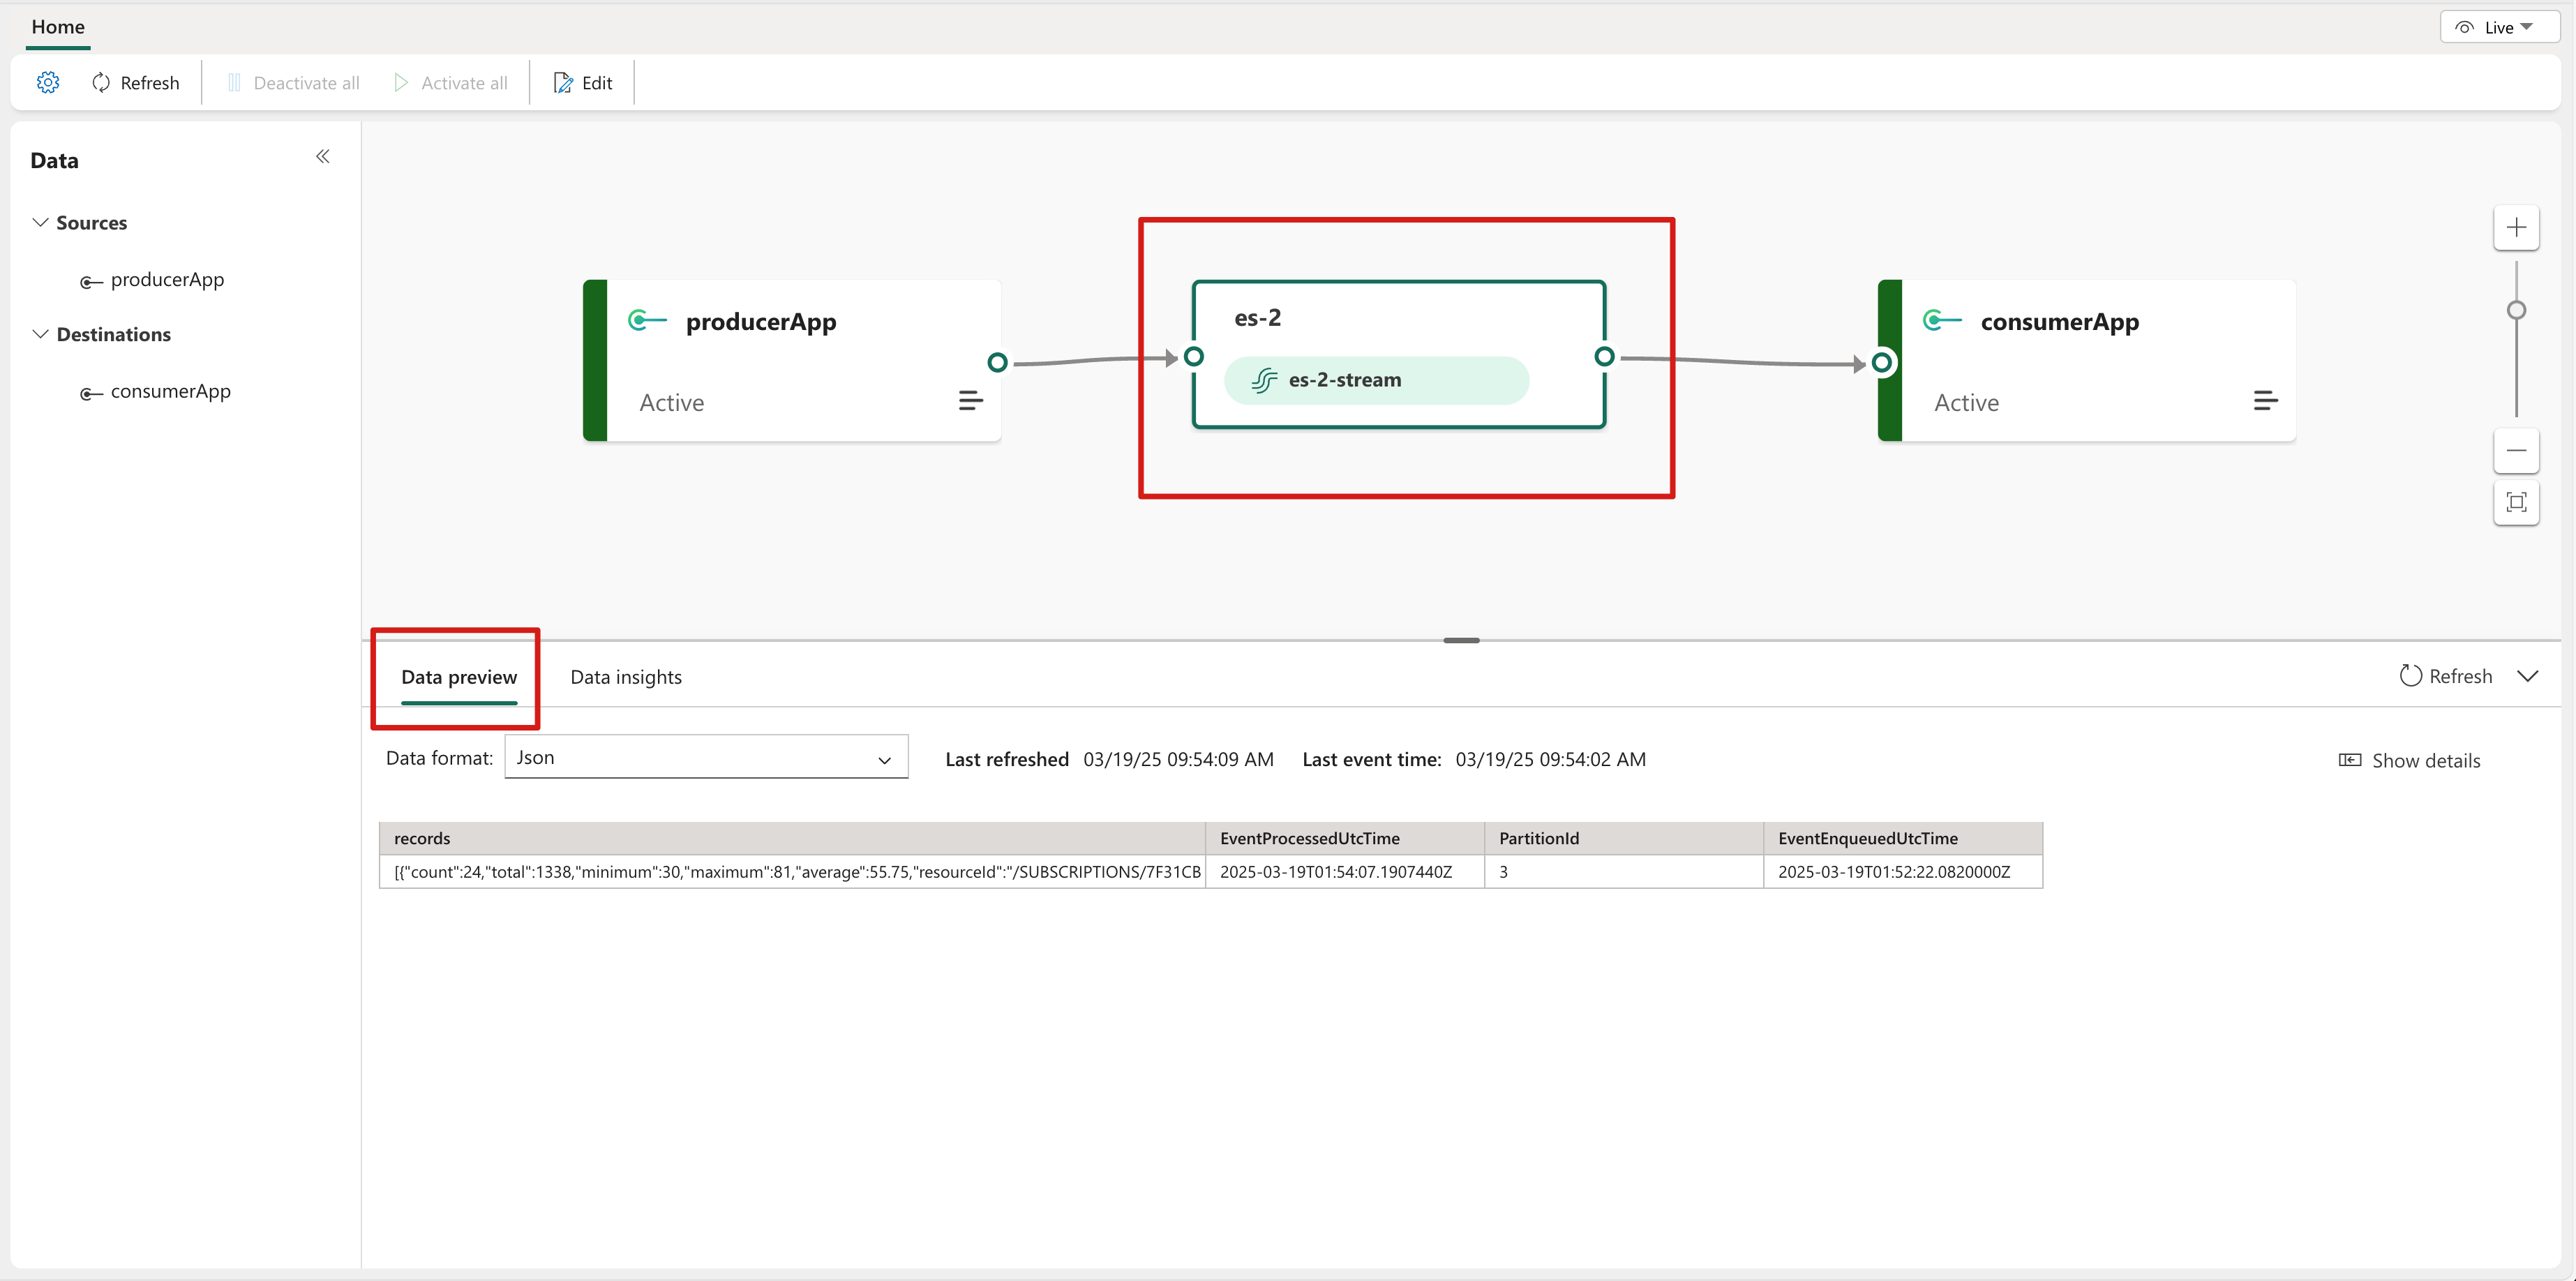 Home
Live
Refresh
Deactivate all
Activate all
Edit
Data
Sources
producerApp
Destinations
consumerApp
producerApp
Active
es-2
es-2-stream
consumerApp
Active
Data preview
Data insights
Refresh
Data format: Json
Last refreshed 03/19/25 09:54:09 AM
Last event time: 03/19/25 09:54:02 AM
Show details
records EventProcessedUtcTime PartitionId EventEnqueuedUtcTime
[{"count":24,"total":1338,"minimum":30,"maximum":81,"average":55.75,"resourceId":"/SUBSCRIPTIONS/7F31CB 2025-03-19T01:54:07.1907440Z 3 2025-03-19T01:52:22.0820000Z